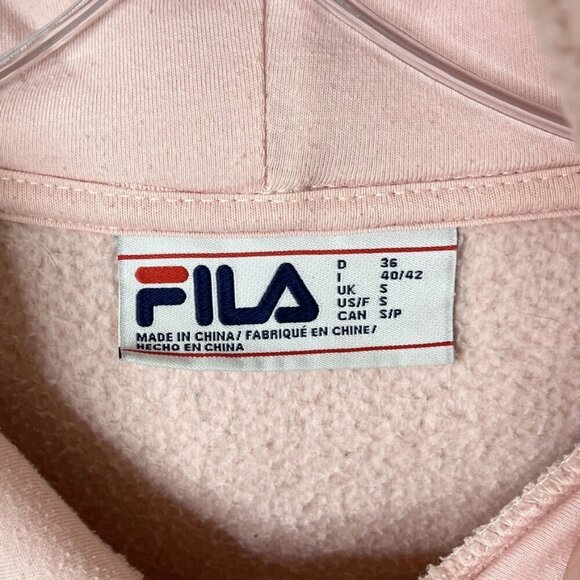 FILA
D 36
I 40/42
UK S
US/F S
CAN S/P
MADE IN CHINA/ FABRIQUÉ EN CHINE/
HECHO EN CHINA